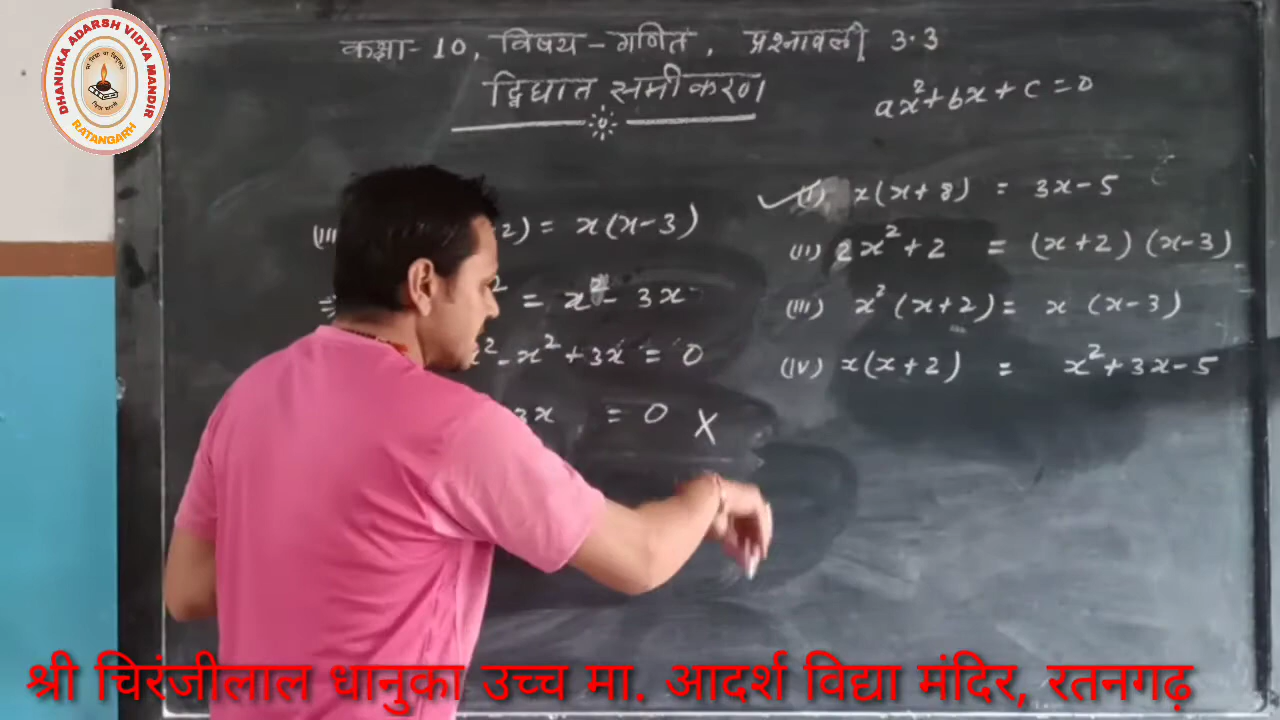 DHANUKA ADARSH VIDYA MANDIR
RATANGARH
कक्षा- 10, विषय - गणित, प्रश्नावली 3.3
द्विघात समीकरण
ax²+bx+c=0
2) = x(x-3)
= x² - 3x
x² - x² + 3x = 0
3x = 0 X
(I) x(x+8) = 3x-5
(II) 2x²+2 = (x+2) (x-3)
(III) x² (x+2) = x (x-3)
(IV) x(x+2) = x²+3x-5
श्री चिरंजीलाल धानुका उच्च मा. आदर्श विद्या मंदिर, रतनगढ़